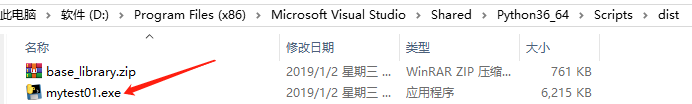 此电脑 › 软件 (D:) › Program Files (x86) › Microsoft Visual Studio › Shared › Python36_64 › Scripts › dist
名称 修改日期 类型 大小
base_library.zip 2019/1/2 星期三 ... WinRAR ZIP 压缩... 761 KB
mytest01.exe 2019/1/2 星期三 ... 应用程序 6,215 KB